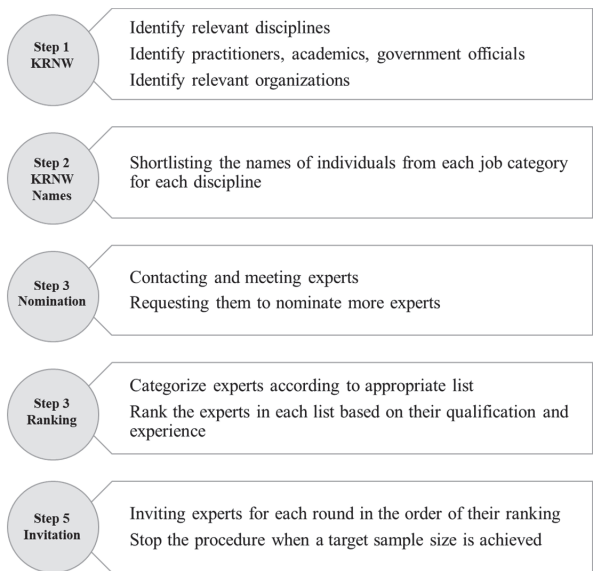 Step 1
KRNW
Identify relevant disciplines
Identify practitioners, academics, government officials
Identify relevant organizations
Step 2
KRNW
Names
Shortlisting the names of individuals from each job category
for each discipline
Step 3
Nomination
Contacting and meeting experts
Requesting them to nominate more experts
Step 3
Ranking
Categorize experts according to appropriate list
Rank the experts in each list based on their qualification and
experience
Step 5
Invitation
Inviting experts for each round in the order of their ranking
Stop the procedure when a target sample size is achieved